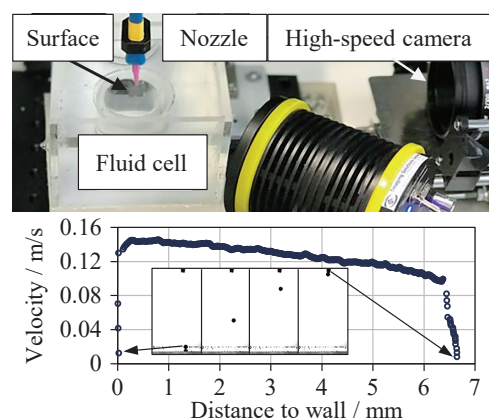 Surface
Nozzle
High-speed camera
Fluid cell
Velocity / m/s
0.16
0.12
0.08
0.04
0
0 1 2 3 4 5 6 7
Distance to wall / mm